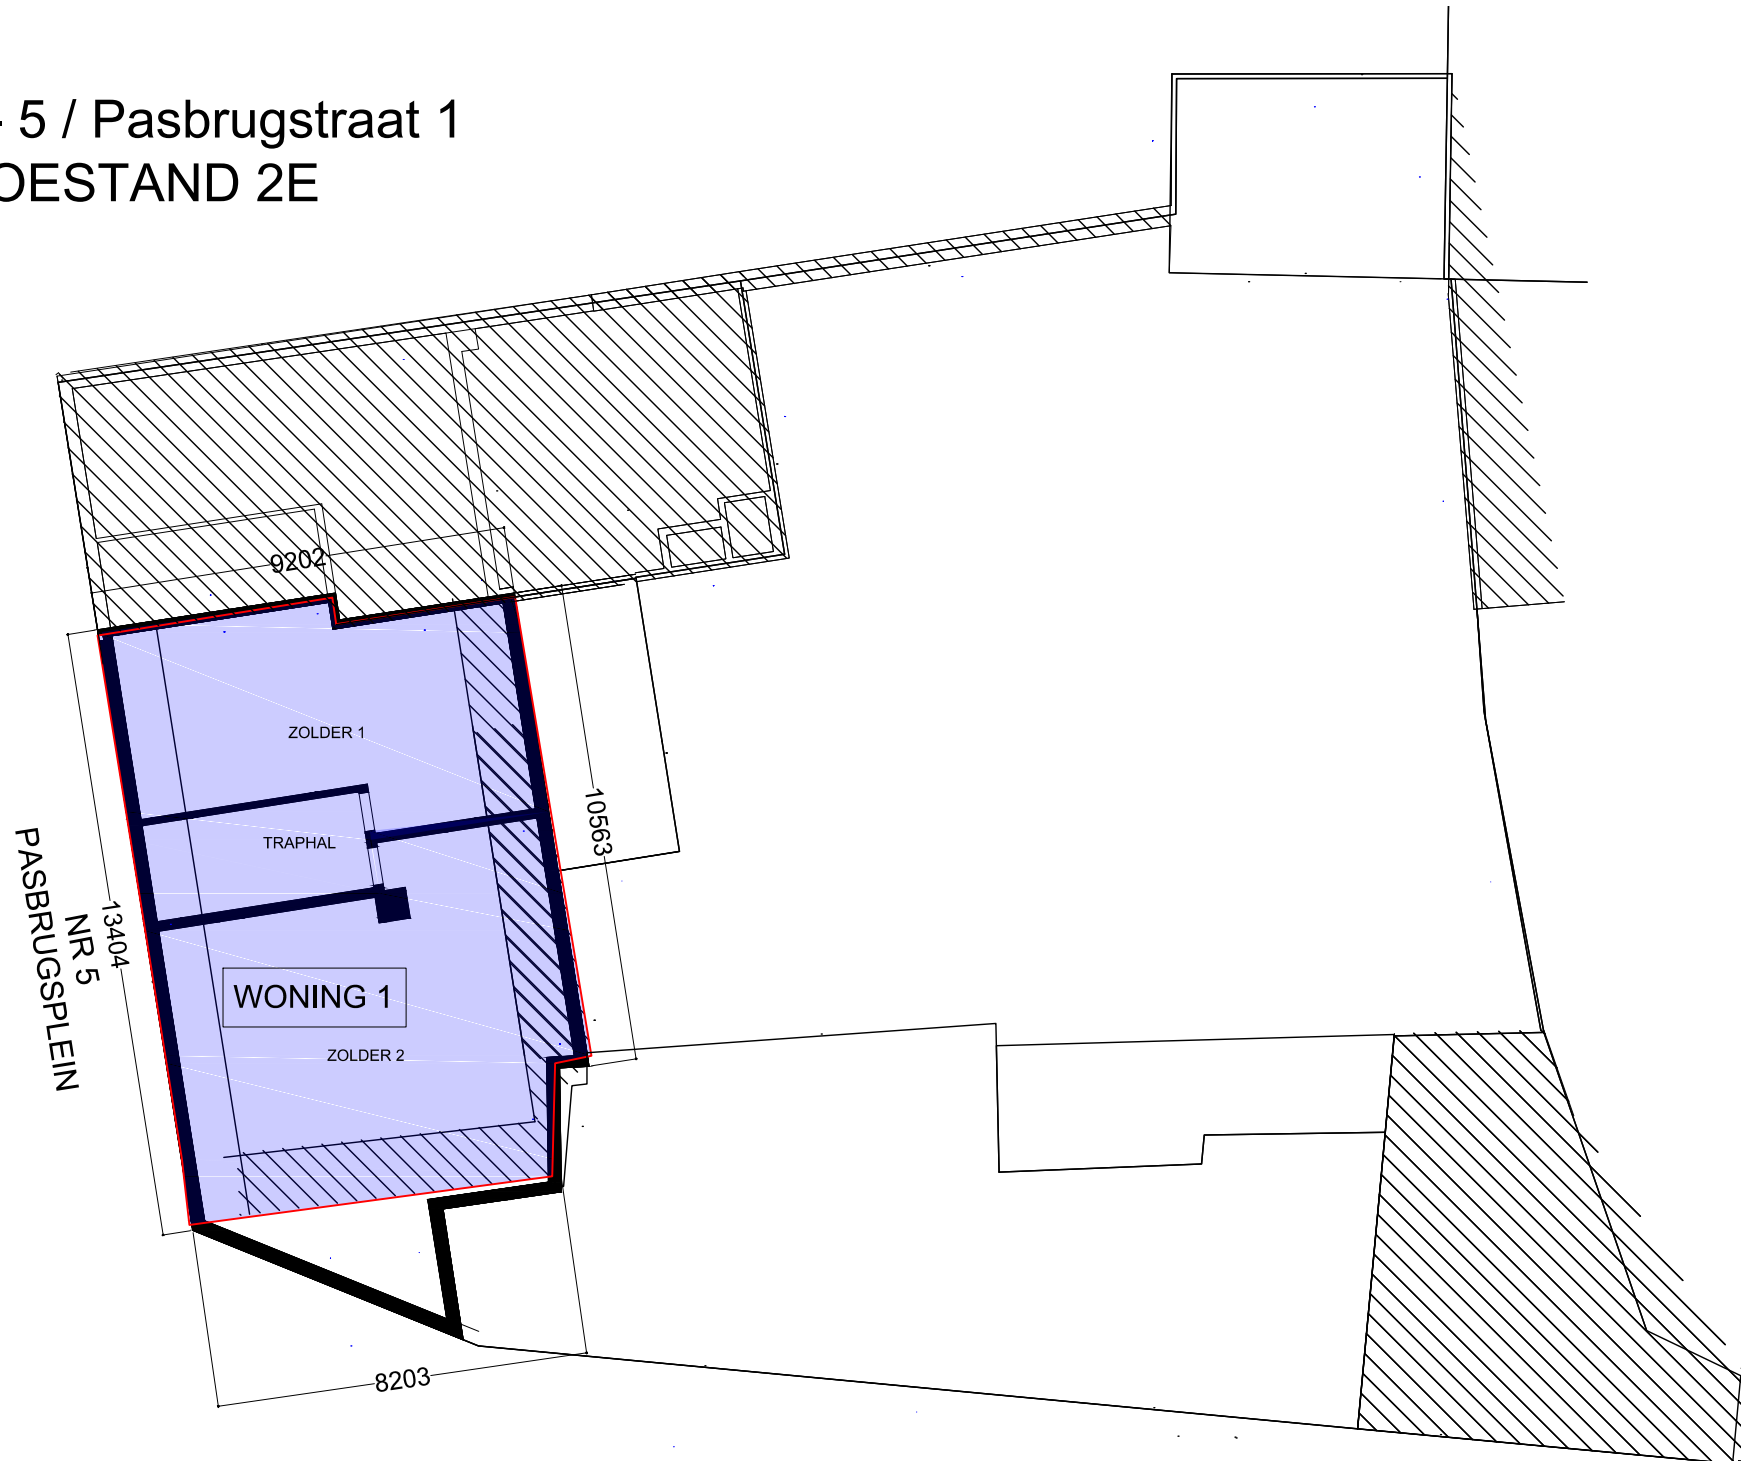 - 5 / Pasbrugstraat 1
OESTAND 2E
9202
ZOLDER 1
TRAPHAL
10563
13404
NR 5
PASBRUGSPLEIN
WONING 1
ZOLDER 2
8203